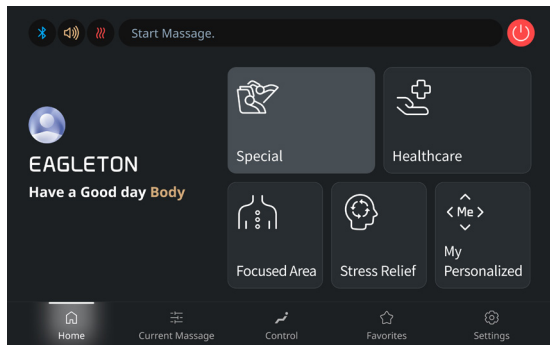 Start Massage.
EAGLETON
Have a Good day Body
Special
Healthcare
Focused Area
Stress Relief
< Me >
My
Personalized
Home
Current Massage
Control
Favorites
Settings